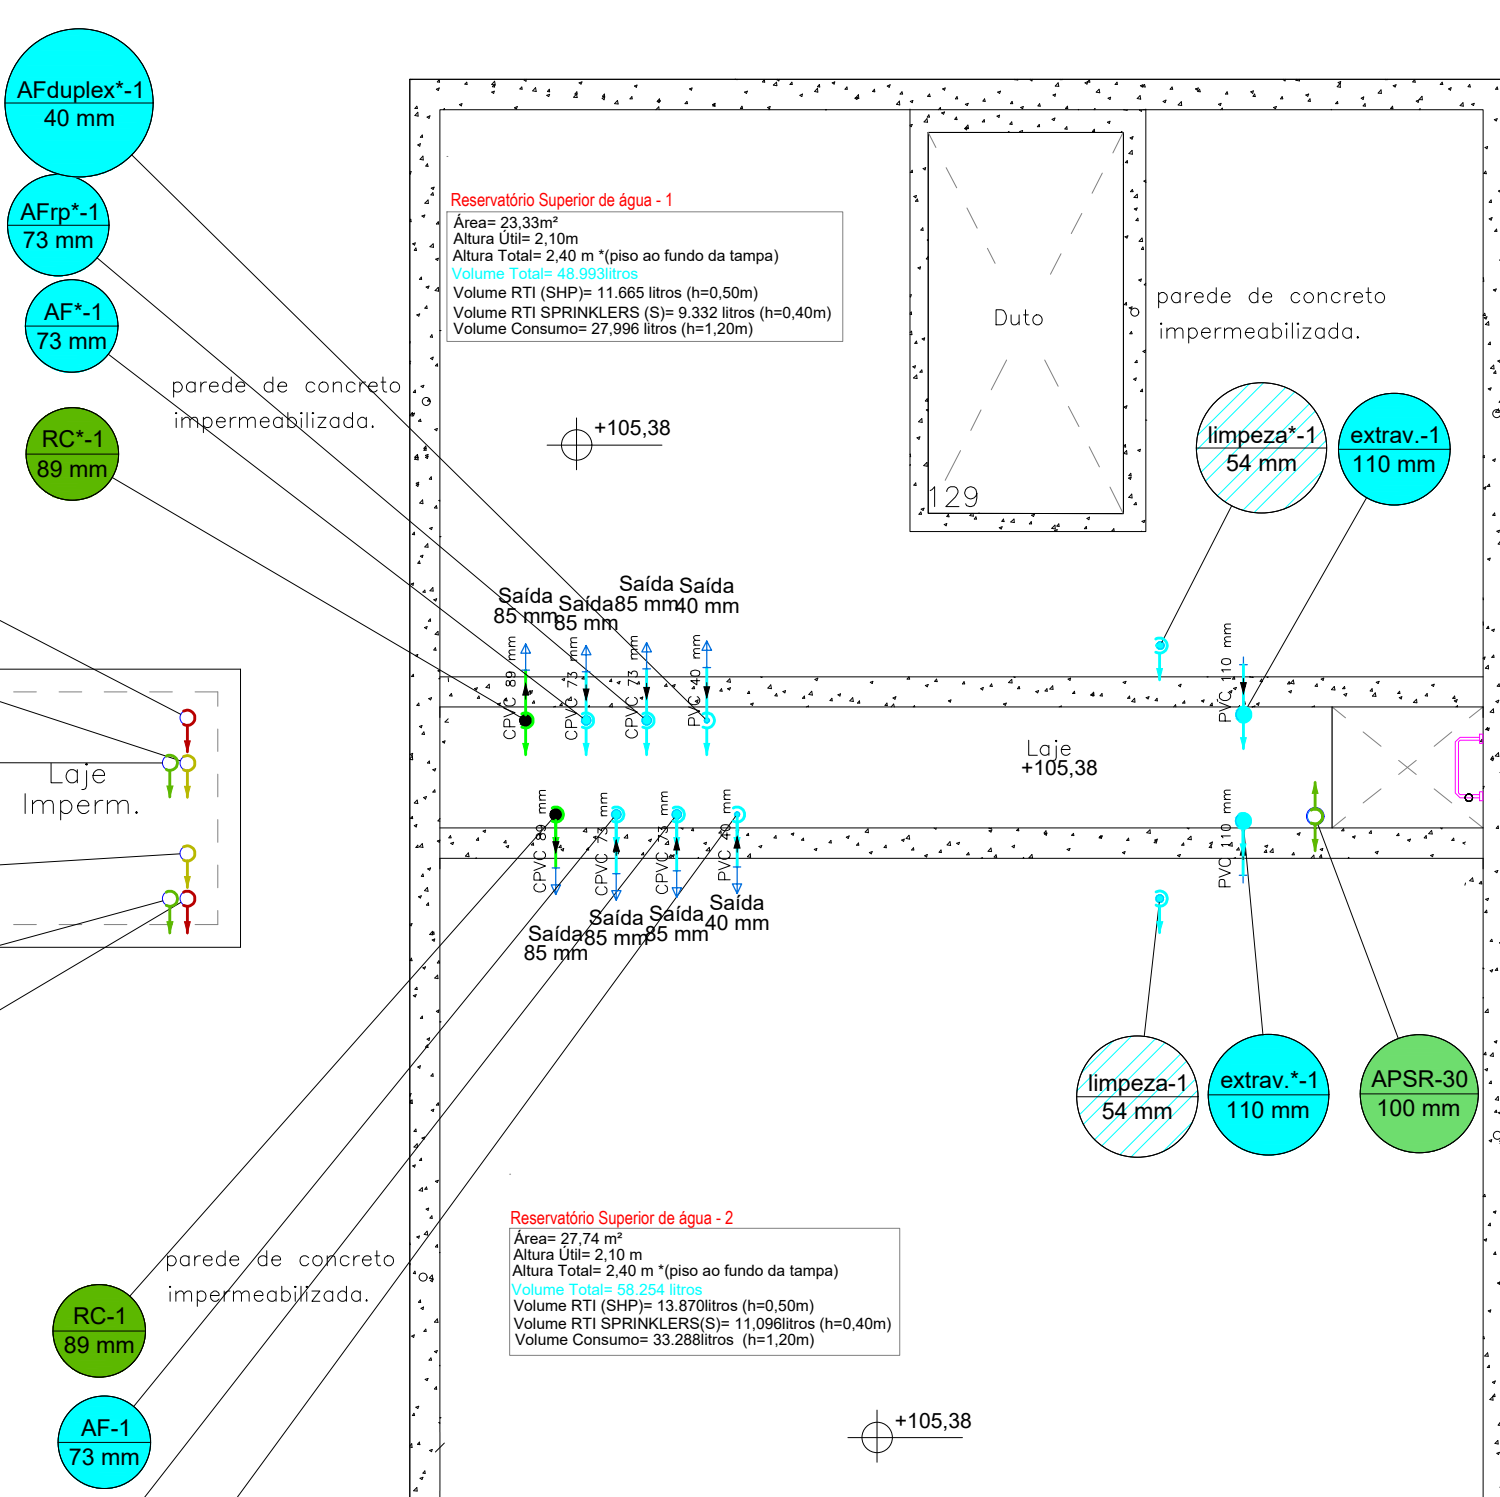 AFduplex*-1
40 mm
AFrp*-1
73 mm
AF*-1
73 mm
RC*-1
89 mm
parede de concreto
impermeabilizada.
Reservatório Superior de água - 1
Área= 23,33m²
Altura Útil= 2,10m
Altura Total= 2,40 m *(piso ao fundo da tampa)
Volume Total= 48.993litros
Volume RTI (SHP)= 11.665 litros (h=0,50m)
Volume RTI SPRINKLERS (S)= 9.332 litros (h=0,40m)
Volume Consumo= 27,996 litros (h=1,20m)
+105,38
Duto
129
parede de concreto
impermeabilizada.
limpeza*-1
54 mm
extrav.-1
110 mm
Saída
85 mm
Saída
85 mm
Saída
85 mm
Saída
40 mm
CPVC 89 mm
CPVC 73 mm
CPVC 73 mm
PVC 40 mm
PVC 110 mm
Laje
+105,38
Laje
Imperm.
CPVC 89 mm
CPVC 73 mm
CPVC 73 mm
PVC 40 mm
PVC 110 mm
Saída
85 mm
Saída
85 mm
Saída
85 mm
Saída
40 mm
limpeza-1
54 mm
extrav.*-1
110 mm
APSR-30
100 mm
Reservatório Superior de água - 2
Área= 27,74 m²
Altura Útil= 2,10 m
Altura Total= 2,40 m *(piso ao fundo da tampa)
Volume Total= 58.254 litros
Volume RTI (SHP)= 13.870litros (h=0,50m)
Volume RTI SPRINKLERS(S)= 11,096litros (h=0,40m)
Volume Consumo= 33.288litros (h=1,20m)
parede de concreto
impermeabilizada.
RC-1
89 mm
AF-1
73 mm
+105,38